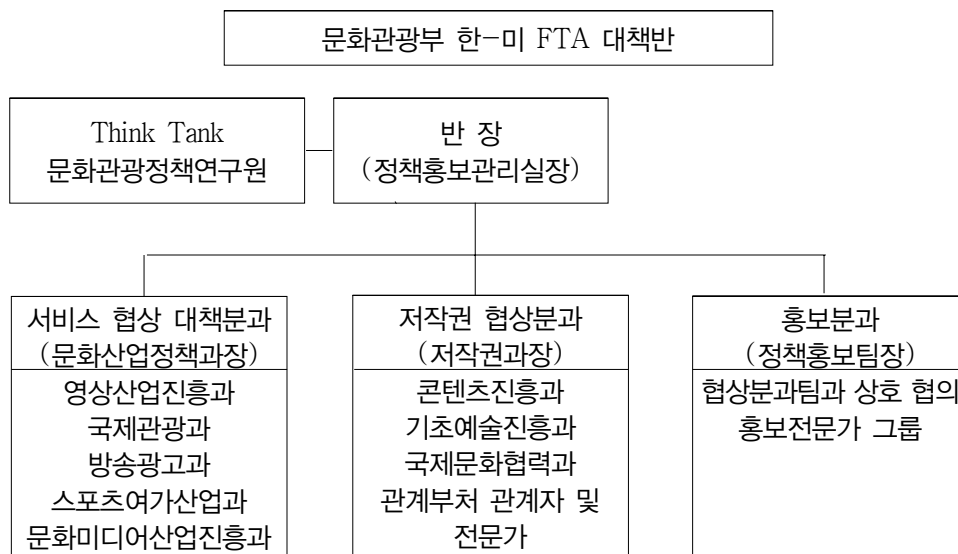 문화관광부 한-미 FTA 대책반
Think Tank
문화관광정책연구원
반 장
(정책홍보관리실장)
서비스 협상 대책분과
(문화산업정책과장)
영상산업진흥과
국제관광과
방송광고과
스포츠여가산업과
문화미디어산업진흥과
저작권 협상분과
(저작권과장)
콘텐츠진흥과
기초예술진흥과
국제문화협력과
관계부처 관계자 및
전문가
홍보분과
(정책홍보팀장)
협상분과팀과 상호 협의
홍보전문가 그룹